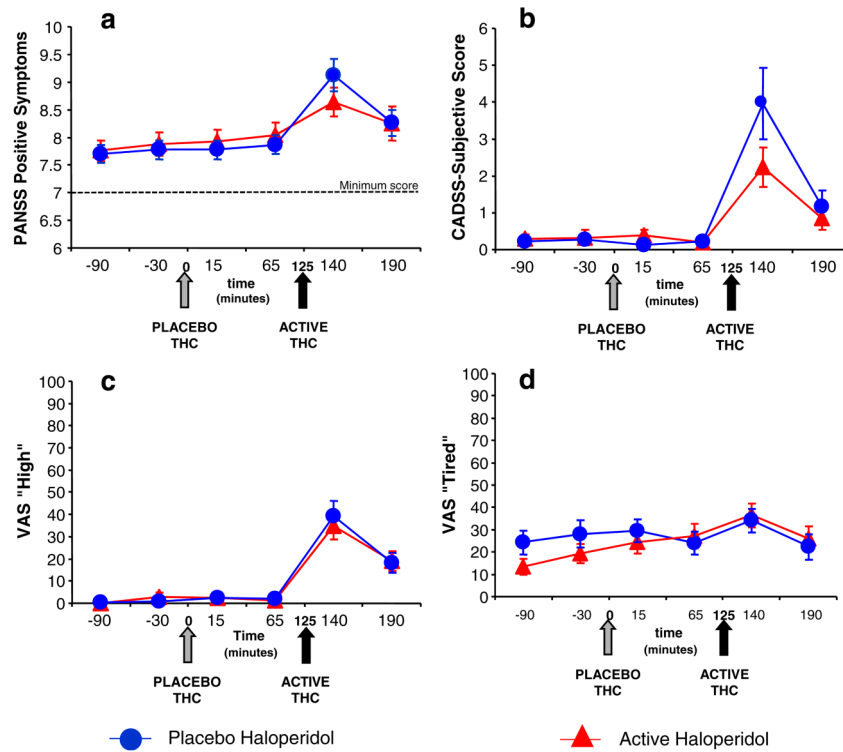 a
PANSS Positive Symptoms
10
9.5
9
8.5
8
7.5
7
6.5
6
Minimum score
-90
-30
0
15
65
125
140
190
time
(minutes)
PLACEBO
THC
ACTIVE
THC
b
CADSS-Subjective Score
6
5
4
3
2
1
0
-90
-30
0
15
65
125
140
190
time
(minutes)
PLACEBO
THC
ACTIVE
THC
c
VAS "High"
100
90
80
70
60
50
40
30
20
10
0
-90
-30
0
15
65
125
140
190
Time
(minutes)
PLACEBO
THC
ACTIVE
THC
d
VAS "Tired"
100
90
80
70
60
50
40
30
20
10
0
-90
-30
0
15
65
125
140
190
time
(minutes)
PLACEBO
THC
ACTIVE
THC
Placebo Haloperidol
Active Haloperidol